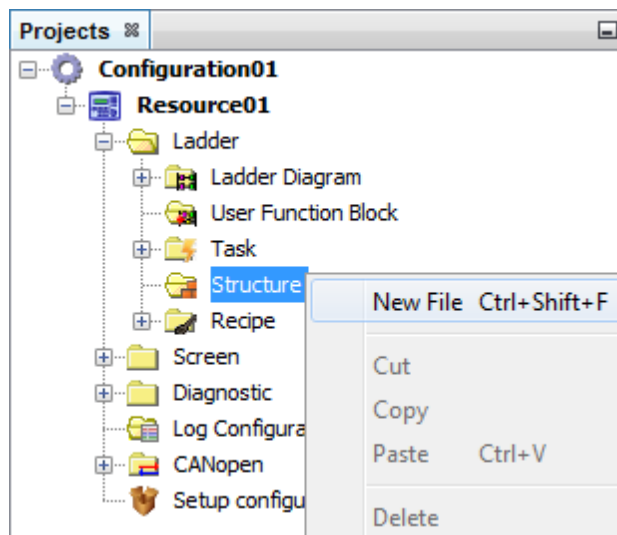 Projects
Configuration01
Resource01
Ladder
Ladder Diagram
User Function Block
Task
Structure
New File Ctrl+Shift+F
Recipe
Screen
Cut
Diagnostic
Copy
Log Configura
Paste Ctrl+V
CANopen
Setup configu
Delete